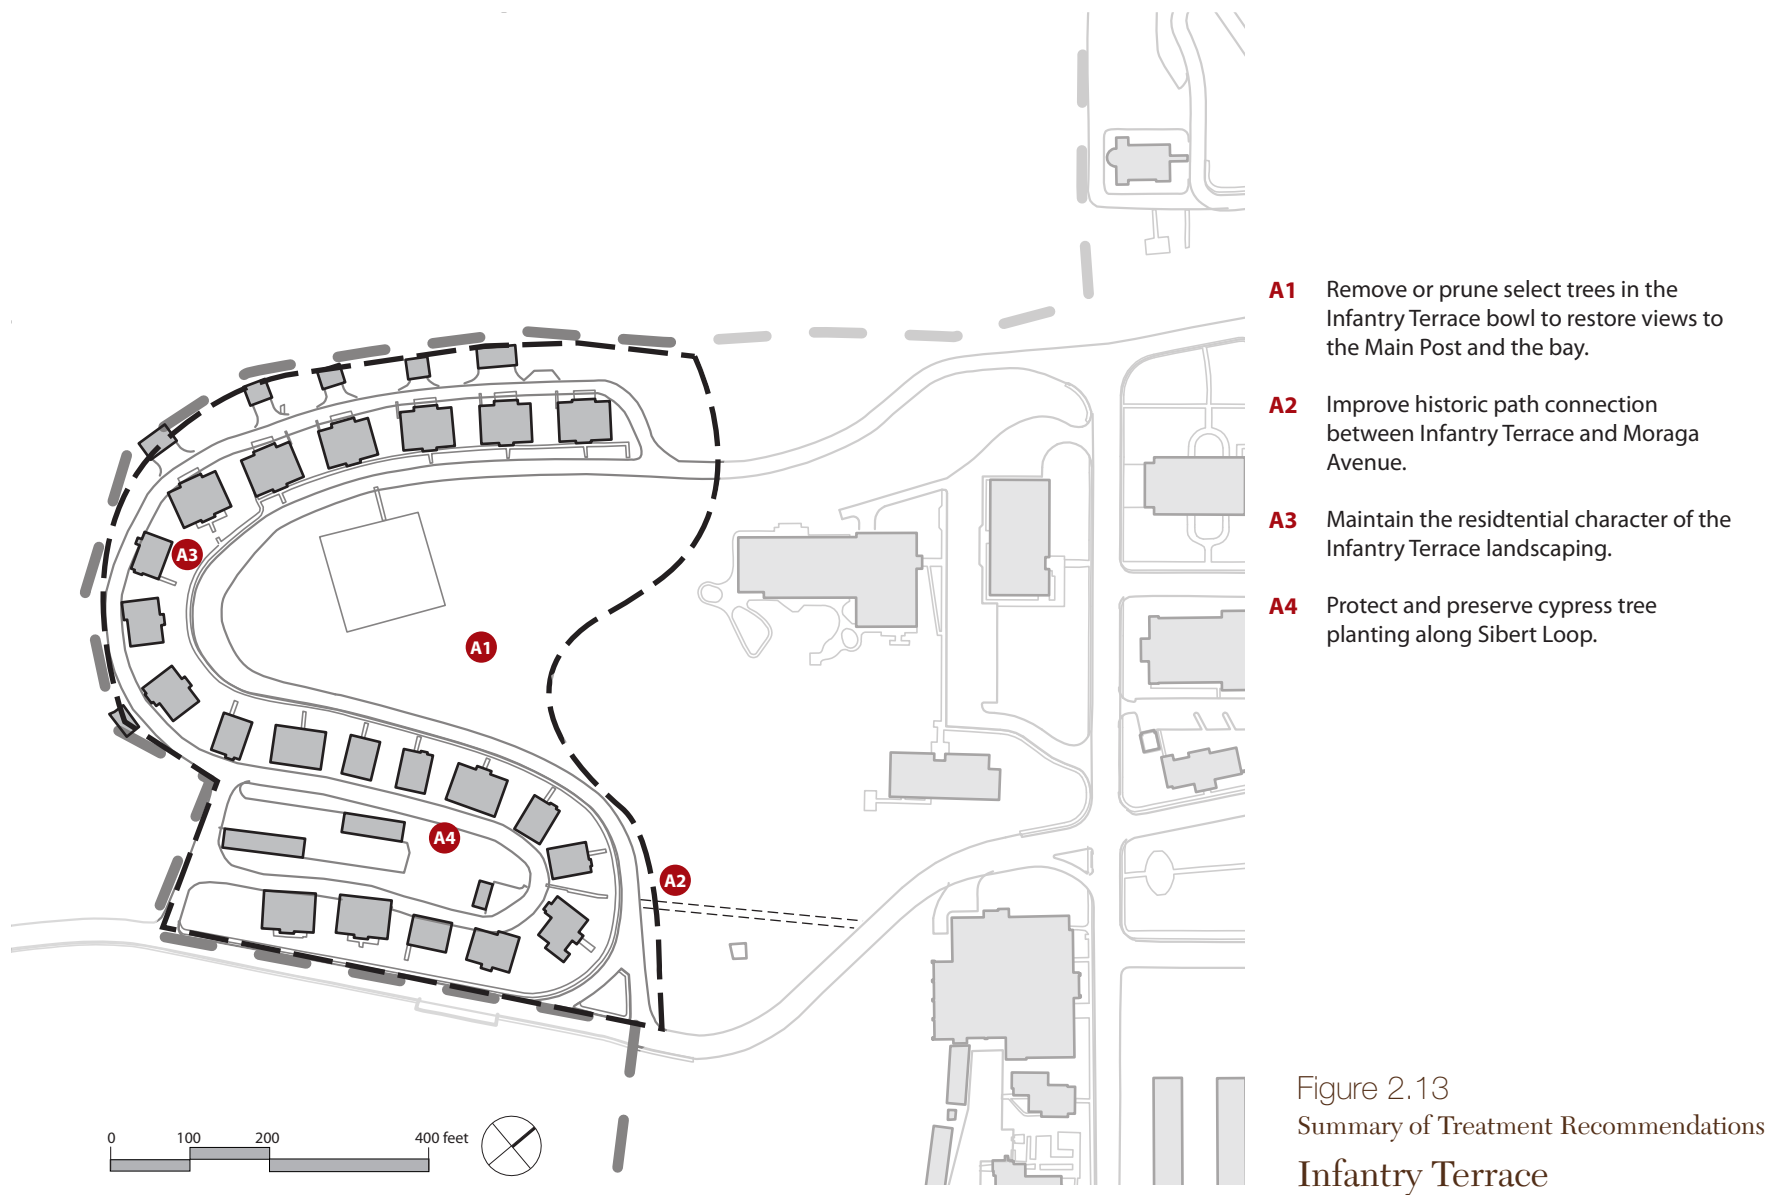 A1 Remove or prune select trees in the
Infantry Terrace bowl to restore views to
the Main Post and the bay.
A2 Improve historic path connection
between Infantry Terrace and Moraga
Avenue.
A3 Maintain the residtential character of the
Infantry Terrace landscaping.
A4 Protect and preserve cypress tree
planting along Sibert Loop.
A3
A1
A4
A2
0 100 200 400 feet
Figure 2.13
Summary of Treatment Recommendations
Infantry Terrace